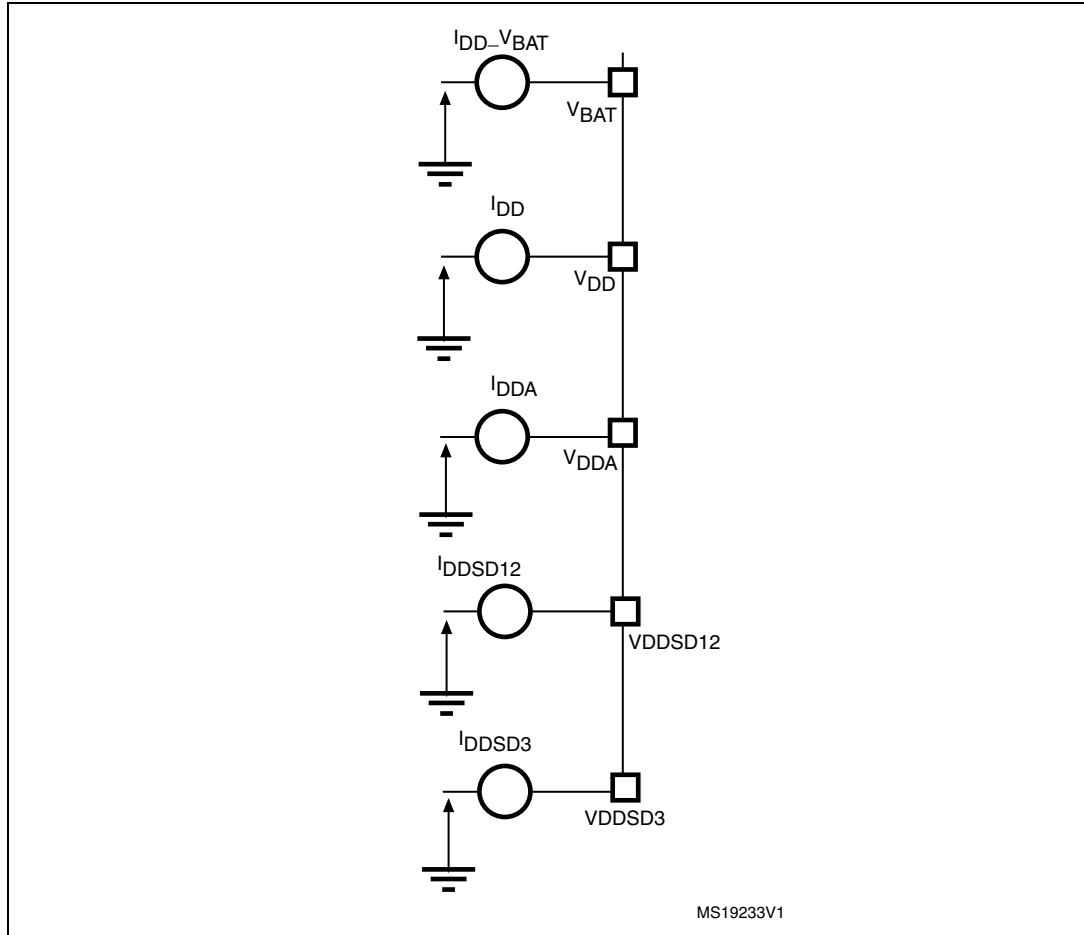 IDD_VBAT
VBAT
IDD
VDD
IDDA
VDDA
IDDSD12
VDDSD12
IDDSD3
VDDSD3
MS19233V1